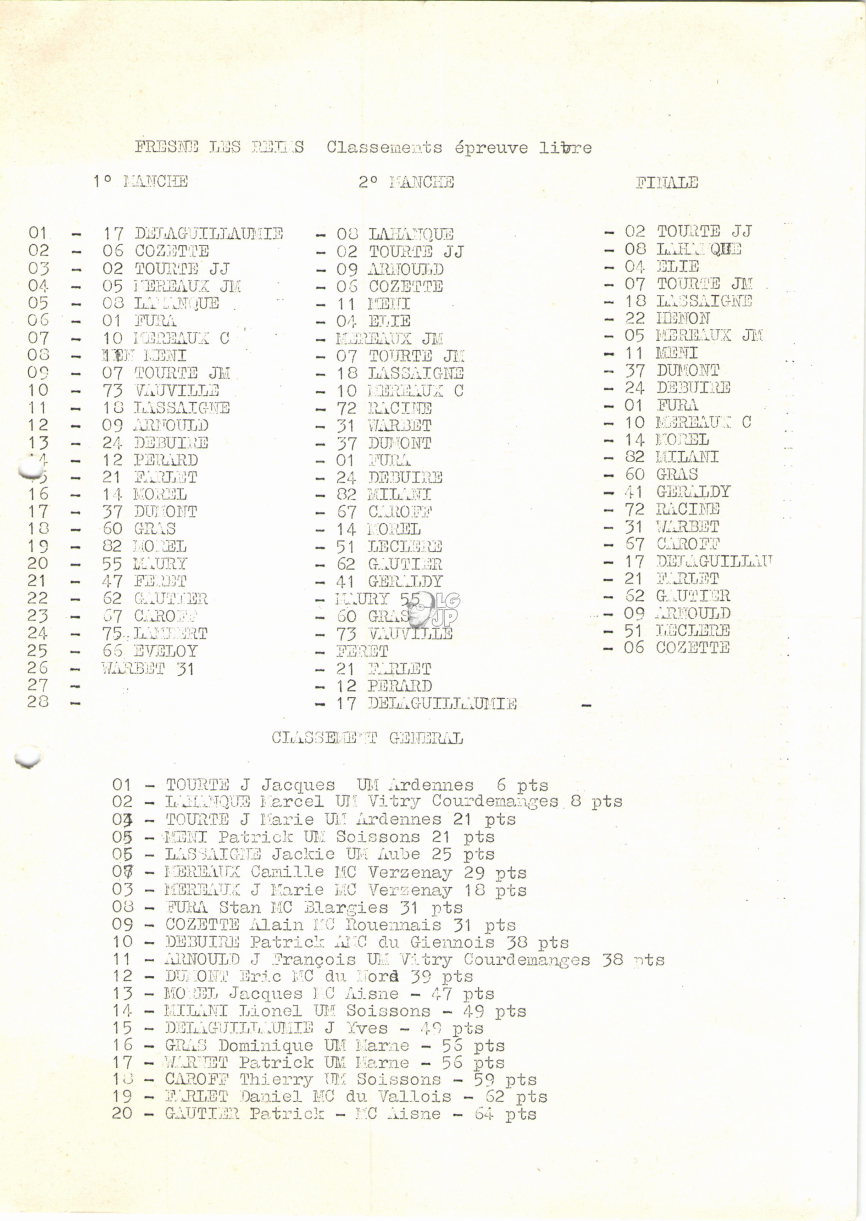 FRESNE LES REIMS Classements épreuve libre
1° MANCHE 2° MANCHE FINALE
01 - 17 DELAGUILLAUMIE - 08 LAHANQUE - 02 TOURTE JJ
02 - 06 COZETTE - 02 TOURTE JJ - 08 LAHANQUE
03 - 02 TOURTE JJ - 09 ARNOULD - 04 ELIE
04 - 05 MEREAUX JM - 06 COZETTE - 07 TOURTE JM
05 - 08 LAHANQUE - 11 MENI - 18 LASSAIGNE
06 - 01 FURA - 04 ELIE - 22 HENON
07 - 10 MEREAUX C - MEREAUX JM - 05 MEREAUX JM
08 - MENI - 07 TOURTE JM - 11 MENI
09 - 07 TOURTE JM - 18 LASSAIGNE - 37 DUMONT
10 - 73 VAUVILLE - 10 MEREAUX C - 24 DEBUIRE
11 - 18 LASSAIGNE - 72 RACINE - 01 FURA
12 - 09 ARNOULD - 31 WARBET - 10 MEREAUX C
13 - 24 DEBUIRE - 37 DUMONT - 14 MOREL
14 - 12 PERARD - 01 FURA - 82 MILANI
15 - 21 FARLET - 24 DEBUIRE - 60 GRAS
16 - 14 MOREL - 82 MILANI - 41 GERALDY
17 - 37 DUMONT - 67 CAROFF - 72 RACINE
18 - 60 GRAS - 14 MOREL - 31 WARBET
19 - 82 MOREL - 51 LECLERE - 67 CAROFF
20 - 55 MAURY - 62 GAUTIER - 17 DELAGUILLAU
21 - 47 FERET - 41 GERALDY - 21 FARLET
22 - 62 GAUTIER - MAURY 55 - 62 GAUTIER
23 - 67 CAROFF - 60 GRAS - 09 ARNOULD
24 - 75 LAMBERT - 73 VAUVILLE - 51 LECLERE
25 - 66 EVELOY - FERET - 06 COZETTE
26 - WARBET 31 - 21 FARLET
27 - - 12 PERARD
28 - - 17 DELAGUILLAUMIE -
LG JP
CLASSEMENT GENERAL
01 - TOURTE J Jacques UM Ardennes 6 pts
02 - LAHANQUE Marcel UM Vitry Courdemanges 8 pts
04 - TOURTE J Marie UM Ardennes 21 pts
05 - MENI Patrick UM Soissons 21 pts
06 - LASSAIGNE Jackie UM Aube 25 pts
07 - MEREAUX Camille MC Verzenay 29 pts
03 - MEREAUX J Marie MC Verzenay 18 pts
08 - FURA Stan MC Blargies 31 pts
09 - COZETTE Alain MC Rouennais 31 pts
10 - DEBUIRE Patrick AMC du Giennois 38 pts
11 - ARNOULD J François UM Vitry Courdemanges 38 pts
12 - DUMONT Eric MC du Nord 39 pts
13 - MOREL Jacques MC Aisne - 47 pts
14 - MILANI Lionel UM Soissons - 49 pts
15 - DELAGUILLAUMIE J Yves - 49 pts
16 - GRAS Dominique UM Marne - 56 pts
17 - WARBET Patrick UM Marne - 56 pts
18 - CAROFF Thierry UM Soissons - 59 pts
19 - FARLET Daniel MC du Vallois - 62 pts
20 - GAUTIER Patrick - MC Aisne - 64 pts